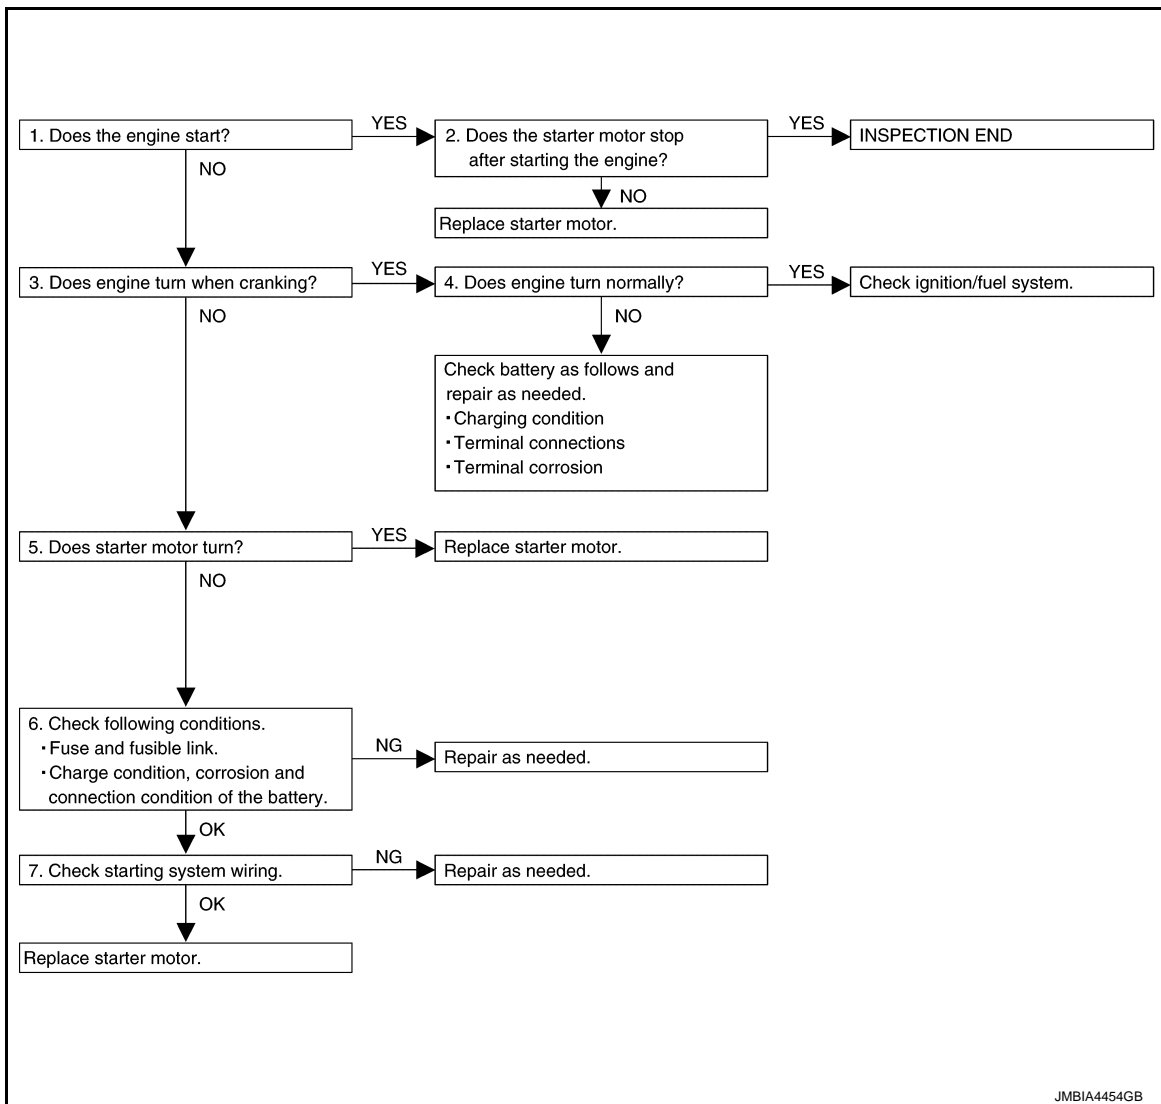 1. Does the engine start?
YES
2. Does the starter motor stop
after starting the engine?
YES
INSPECTION END
NO
NO
Replace starter motor.
3. Does engine turn when cranking?
YES
4. Does engine turn normally?
YES
Check ignition/fuel system.
NO
NO
Check battery as follows and
repair as needed.
・Charging condition
・Terminal connections
・Terminal corrosion
5. Does starter motor turn?
YES
Replace starter motor.
NO
6. Check following conditions.
・Fuse and fusible link.
・Charge condition, corrosion and
connection condition of the battery.
NG
Repair as needed.
OK
7. Check starting system wiring.
NG
Repair as needed.
OK
Replace starter motor.
JMBIA4454GB